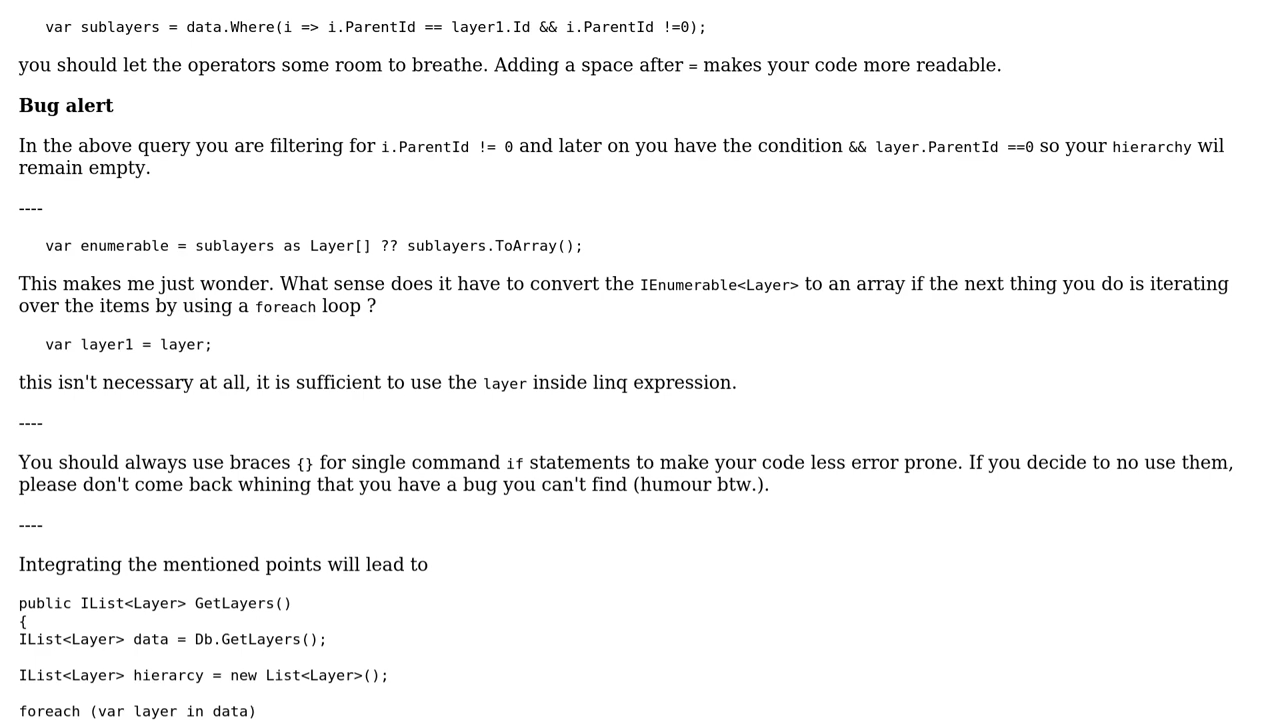 var sublayers = data.Where(i => i.ParentId == layer1.Id && i.ParentId !=0);
you should let the operators some room to breathe. Adding a space after = makes your code more readable.
Bug alert
In the above query you are filtering for i.ParentId != 0 and later on you have the condition && layer.ParentId ==0 so your hierarchy wil
remain empty.
----
var enumerable = sublayers as Layer[] ?? sublayers.ToArray();
This makes me just wonder. What sense does it have to convert the IEnumerable<Layer> to an array if the next thing you do is iterating
over the items by using a foreach loop ?
var layer1 = layer;
this isn't necessary at all, it is sufficient to use the layer inside linq expression.
----
You should always use braces {} for single command if statements to make your code less error prone. If you decide to no use them,
please don't come back whining that you have a bug you can't find (humour btw.).
----
Integrating the mentioned points will lead to
public IList<Layer> GetLayers()
{
IList<Layer> data = Db.GetLayers();
IList<Layer> hierarcy = new List<Layer>();
foreach (var layer in data)